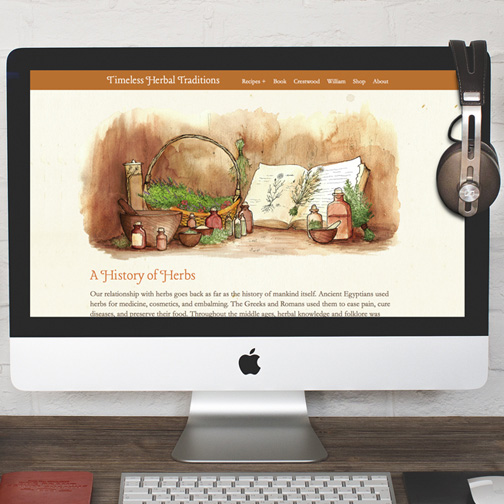 Timeless Herbal Traditions
Recipes Book Crestwood William Shop About
A History of Herbs
Our relationship with herbs goes back as far as the history of mankind itself. Ancient Egyptians used
herbs for medicine, cosmetics, and embalming. The Greeks and Romans used them to ease pain, cure
diseases, and preserve their food. Throughout the middle ages, herbal knowledge and folklore was